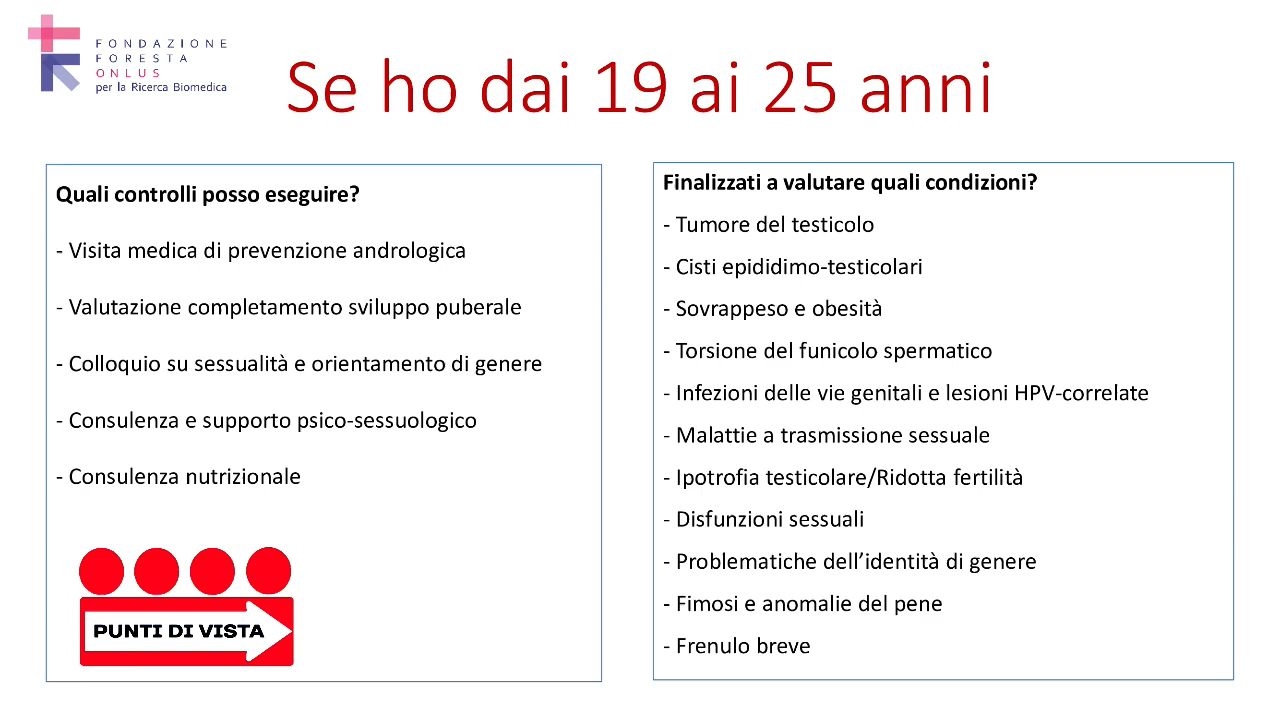 FONDAZIONE
FORESTA
ONLUS
per la Ricerca Biomedica
Se ho dai 19 ai 25 anni
Quali controlli posso eseguire?
- Visita medica di prevenzione andrologica
- Valutazione completamento sviluppo puberale
- Colloquio su sessualità e orientamento di genere
- Consulenza e supporto psico-sessuologico
- Consulenza nutrizionale
PUNTI DI VISTA
Finalizzati a valutare quali condizioni?
- Tumore del testicolo
- Cisti epididimo-testicolari
- Sovrappeso e obesità
- Torsione del funicolo spermatico
- Infezioni delle vie genitali e lesioni HPV-correlate
- Malattie a trasmissione sessuale
- Ipotrofia testicolare/Ridotta fertilità
- Disfunzioni sessuali
- Problematiche dell’identità di genere
- Fimosi e anomalie del pene
- Frenulo breve